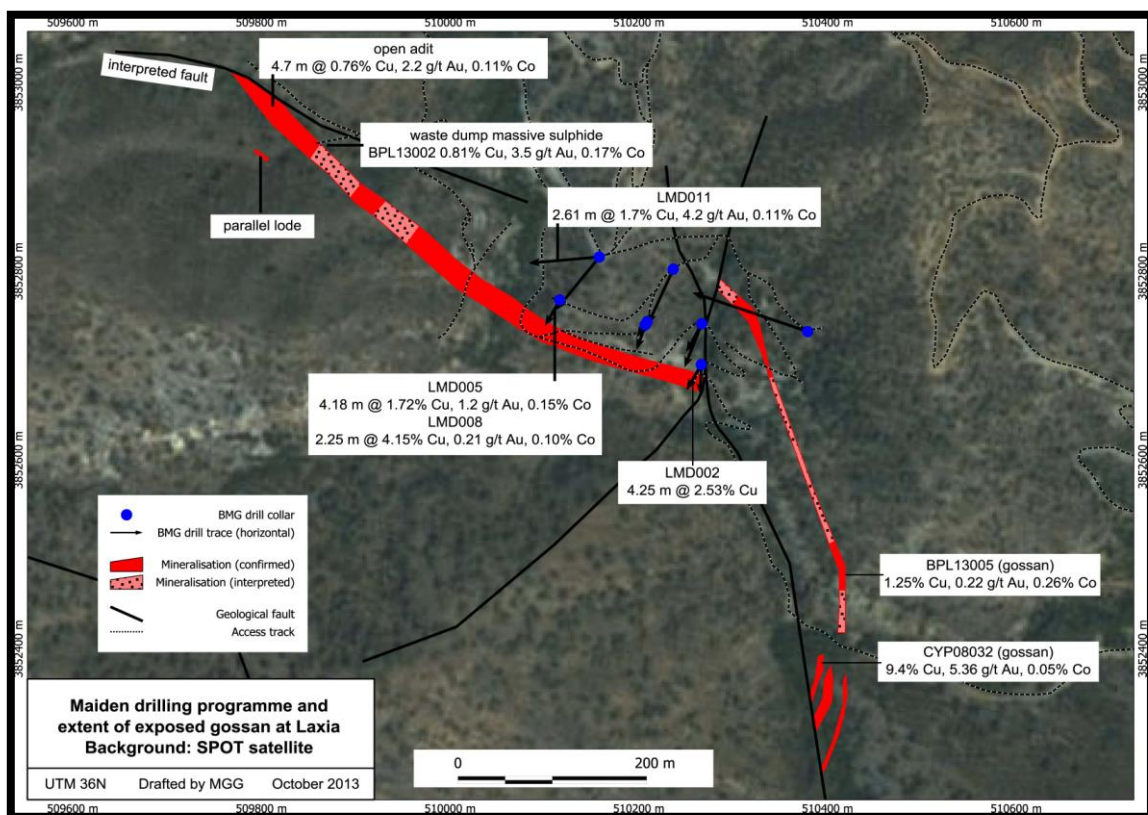 509600 m 509800 m 510000 m 510200 m 510400 m 510600 m
3853000 m
3853000 m
open adit
4.7 m @ 0.76% Cu, 2.2 g/t Au, 0.11% Co
interpreted fault
waste dump massive sulphide
BPL13002 0.81% Cu, 3.5 g/t Au, 0.17% Co
parallel lode
LMD011
2.61 m @ 1.7% Cu, 4.2 g/t Au, 0.11% Co
3852800 m
3852800 m
LMD005
4.18 m @ 1.72% Cu, 1.2 g/t Au, 0.15% Co
LMD008
2.25 m @ 4.15% Cu, 0.21 g/t Au, 0.10% Co
LMD002
4.25 m @ 2.53% Cu
3852600 m
3852600 m
BMG drill collar
BMG drill trace (horizontal)
Mineralisation (confirmed)
Mineralisation (interpreted)
Geological fault
Access track
BPL13005 (gossan)
1.25% Cu, 0.22 g/t Au, 0.26% Co
CYP08032 (gossan)
9.4% Cu, 5.36 g/t Au, 0.05% Co
3852400 m
3852400 m
Maiden drilling programme and
extent of exposed gossan at Laxia
Background: SPOT satellite
UTM 36N Drafted by MGG October 2013
0 200 m
509600 m 509800 m 510000 m 510200 m 510400 m 510600 m